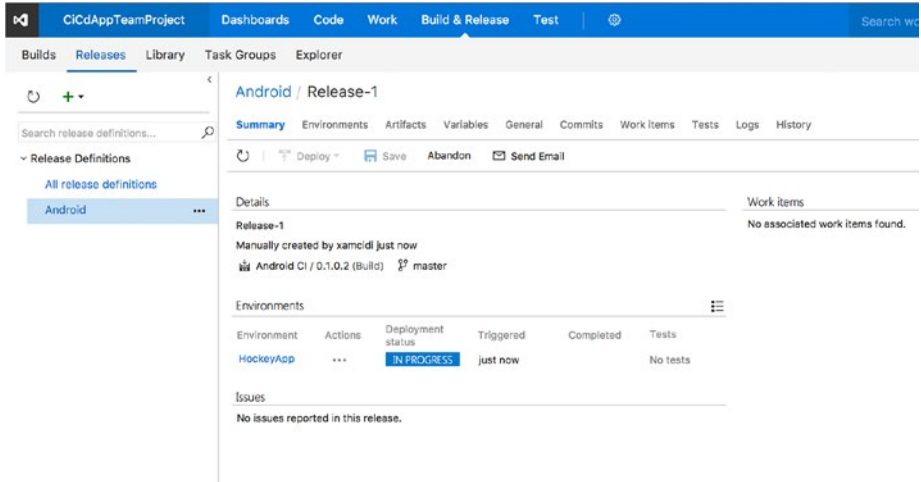 CiCdAppTeamProject Dashboards Code Work Build & Release Test Search wo
Builds Releases Library Task Groups Explorer
Search release definitions...
Release Definitions
All release definitions
Android ...
Android / Release-1
Summary Environments Artifacts Variables General Commits Work items Tests Logs History
Deploy Save Abandon Send Email
Details
Release-1
Manually created by xamcidi just now
Android CI / 0.1.0.2 (Build) master
Environments
Environment Actions Deployment status Triggered Completed Tests
HockeyApp ... IN PROGRESS just now No tests
Issues
No issues reported in this release.
Work items
No associated work items found.